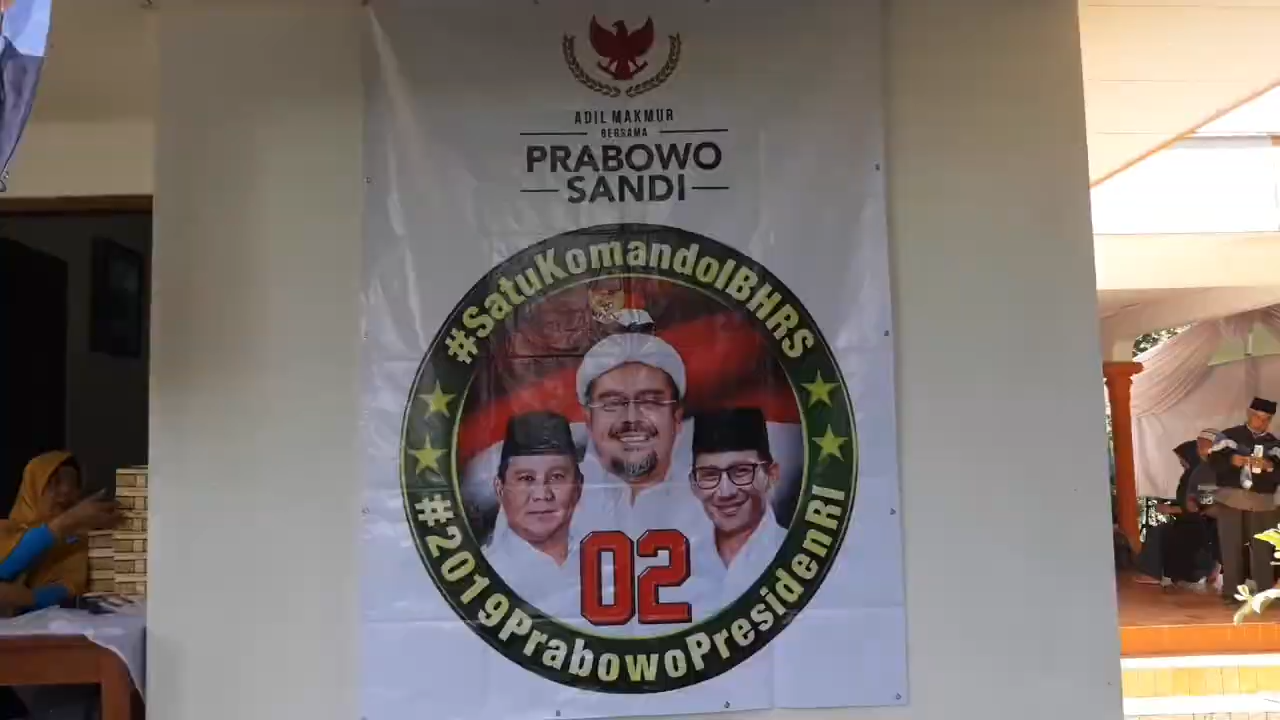 ADIL MAKMUR
BERSAMA
PRABOWO
SANDI
#SatuKomandoIBHRS
02
#2019PrabowoPresidenRI